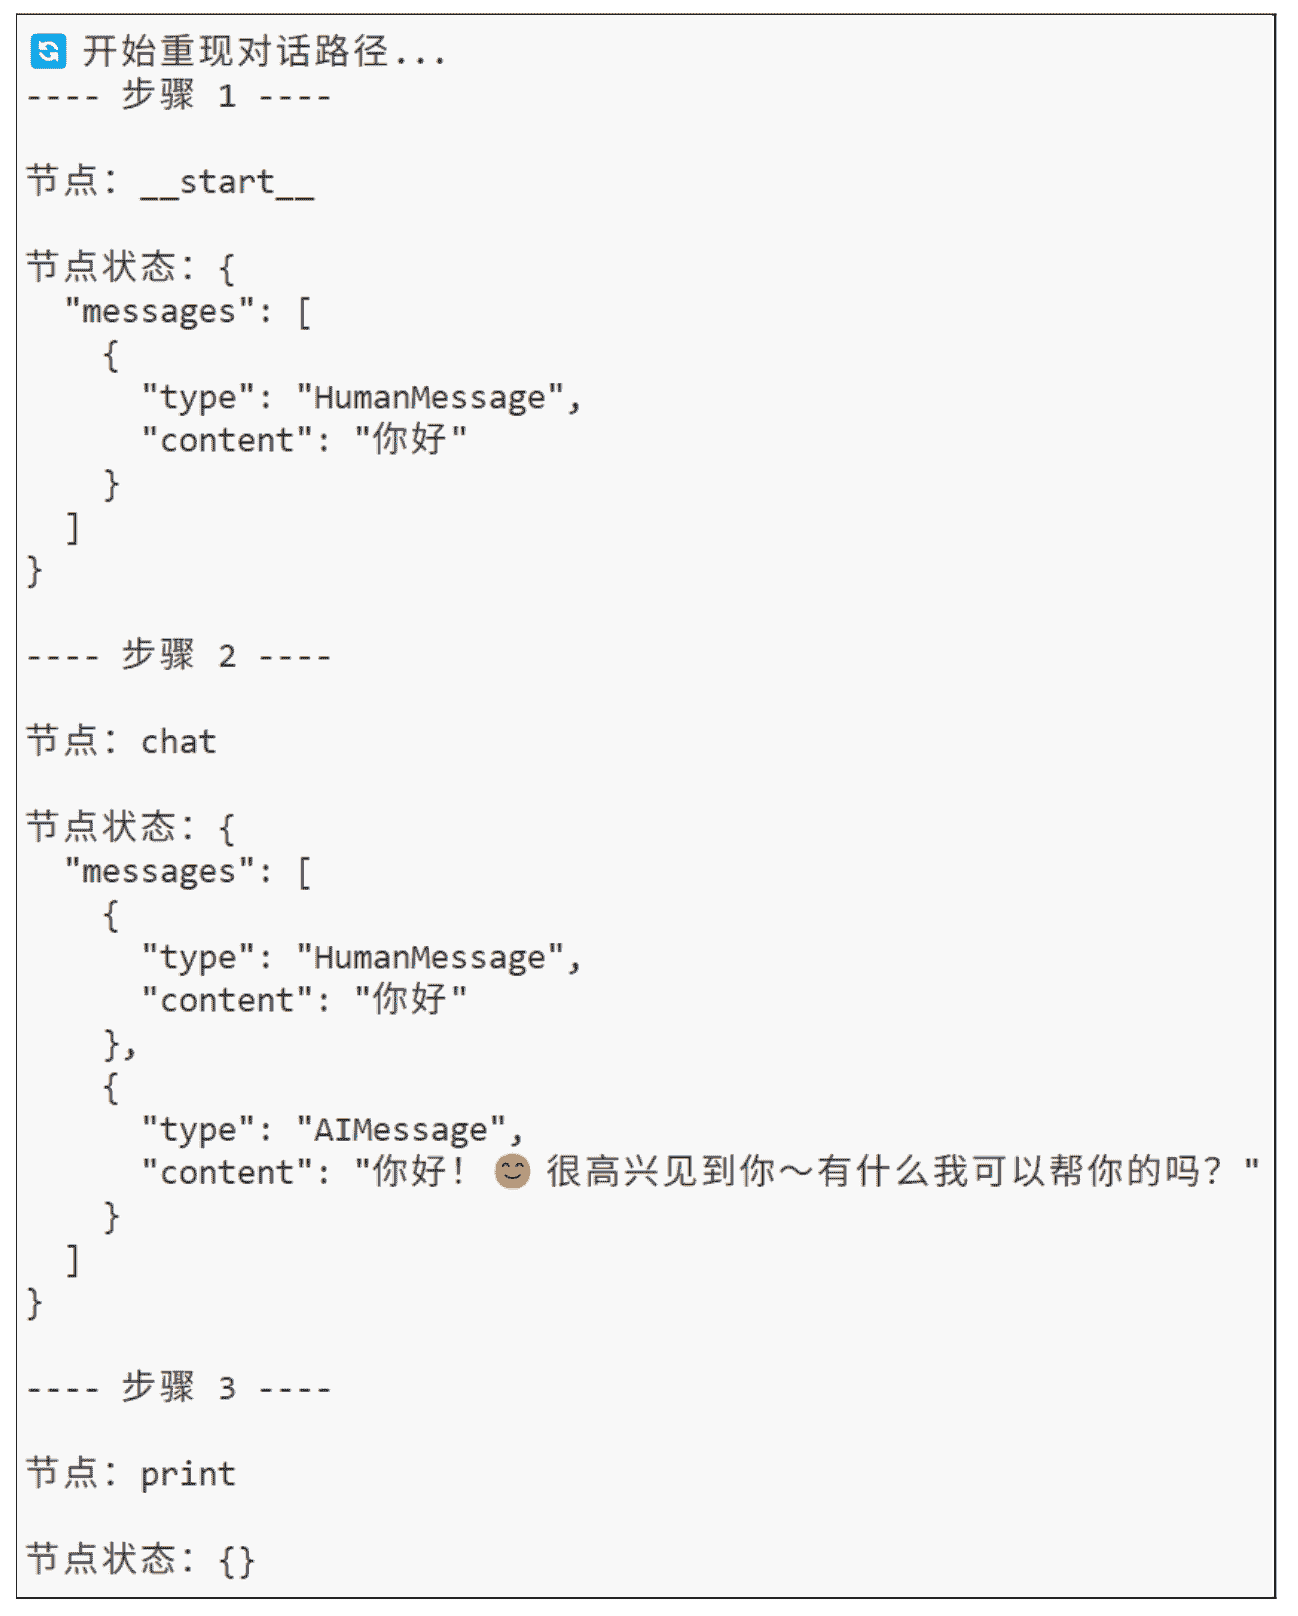 🔄 开始重现对话路径...
---- 步骤 1 ----
节点: __start__
节点状态: {
  "messages": [
    {
      "type": "HumanMessage",
      "content": "你好"
    }
  ]
}
---- 步骤 2 ----
节点: chat
节点状态: {
  "messages": [
    {
      "type": "HumanMessage",
      "content": "你好"
    },
    {
      "type": "AIMessage",
      "content": "你好! 😊 很高兴见到你～有什么我可以帮你的吗? "
    }
  ]
}
---- 步骤 3 ----
节点: print
节点状态: {}